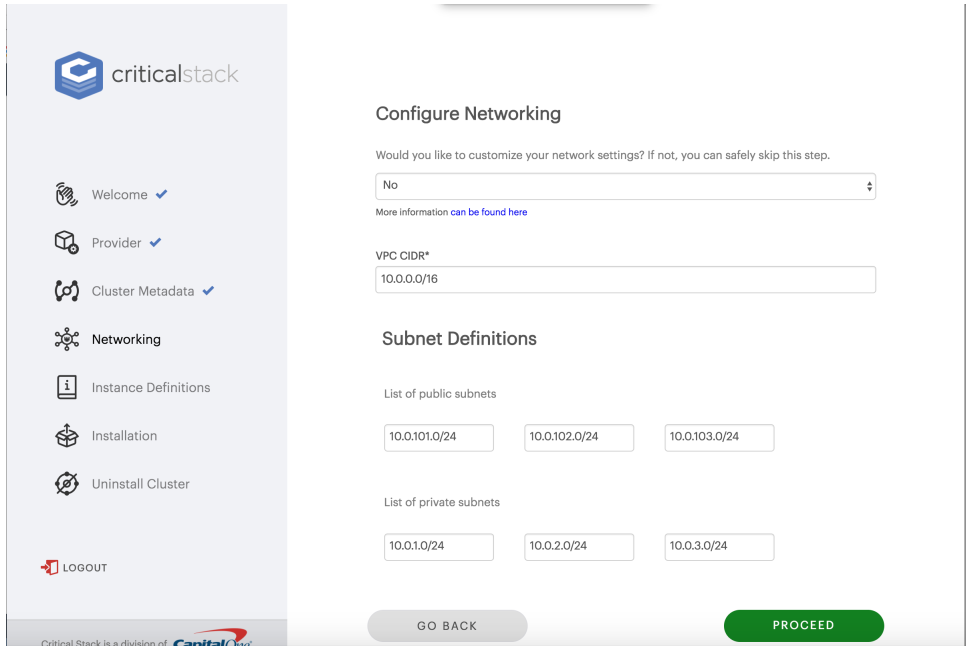 criticalstack
Configure Networking
Would you like to customize your network settings? If not, you can safely skip this step.
No
More information can be found here
VPC CIDR*
10.0.0.0/16
Subnet Definitions
List of public subnets
10.0.101.0/24 10.0.102.0/24 10.0.103.0/24
List of private subnets
10.0.1.0/24 10.0.2.0/24 10.0.3.0/24
GO BACK PROCEED
Welcome
Provider
Cluster Metadata
Networking
Instance Definitions
Installation
Uninstall Cluster
LOGOUT
Critical Stack is a division of CapitalOne